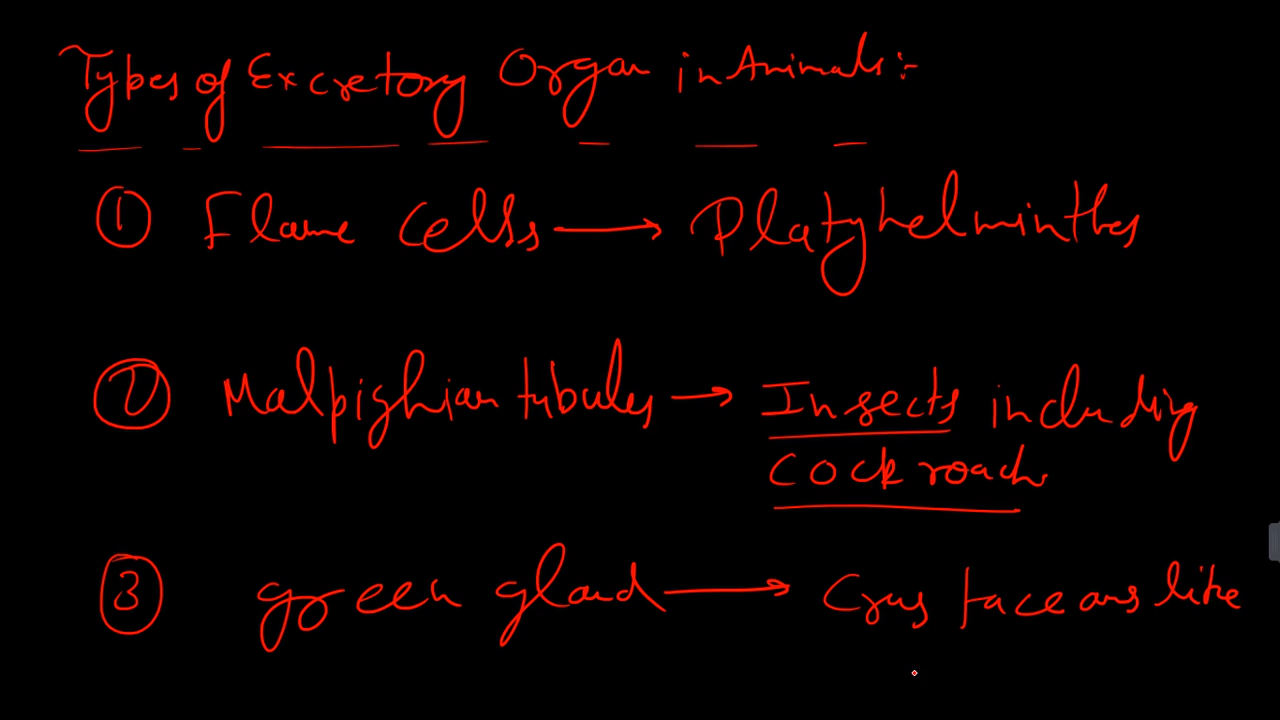 Types of Excretory Organ in Animals:-
① Flame Cells → Platyhelminthes
② Malpighian tubules → Insects including
Cockroach
③ green gland → Crustaceans like